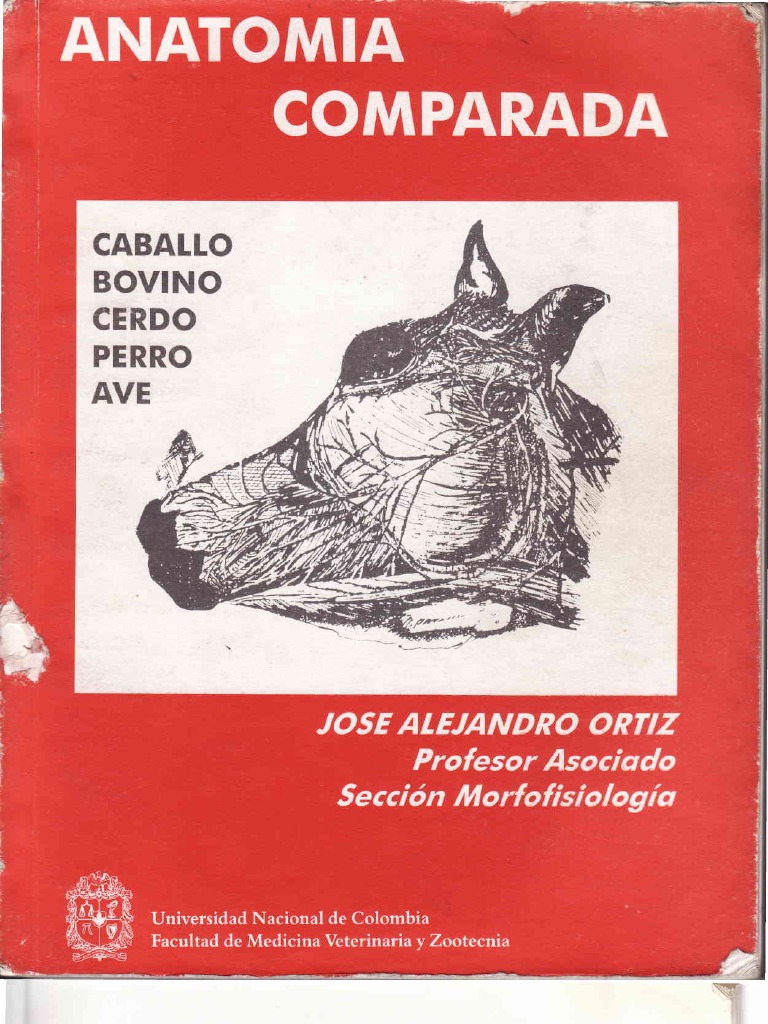 ANATOMIA
COMPARADA
CABALLO
BOVINO
CERDO
PERRO
AVE
JOSE ALEJANDRO ORTIZ
Profesor Asociado
Sección Morfofisiología
Universidad Nacional de Colombia
Facultad de Medicina Veterinaria y Zootecnia